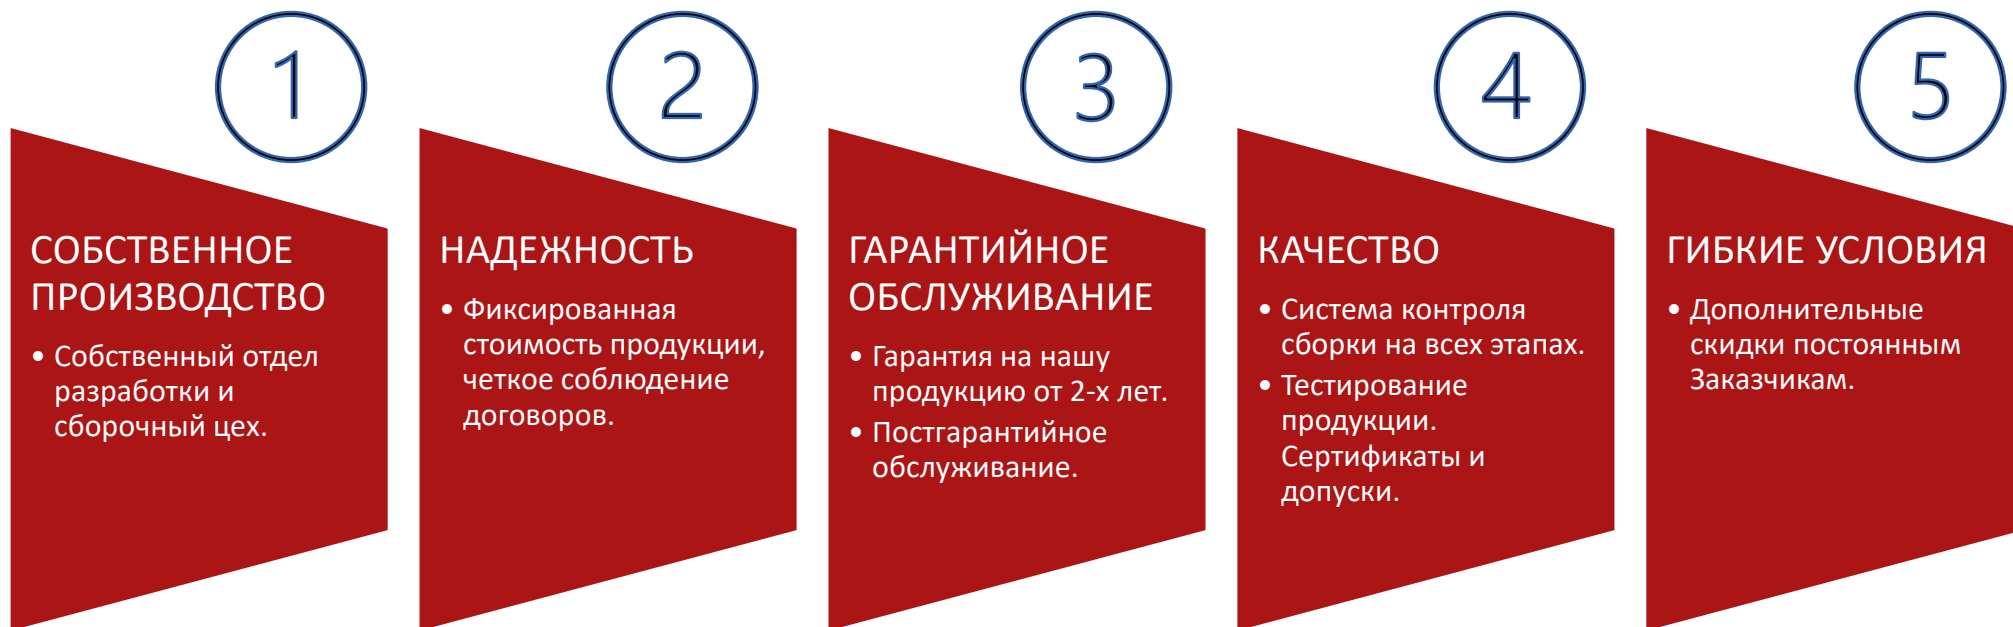 1
СОБСТВЕННОЕ
ПРОИЗВОДСТВО
• Собственный отдел
разработки и
сборочный цех.
2
НАДЕЖНОСТЬ
• Фиксированная
стоимость продукции,
четкое соблюдение
договоров.
3
ГАРАНТИЙНОЕ
ОБСЛУЖИВАНИЕ
• Гарантия на нашу
продукцию от 2-х лет.
• Постгарантийное
обслуживание.
4
КАЧЕСТВО
• Система контроля
сборки на всех этапах.
• Тестирование
продукции.
Сертификаты и
допуски.
5
ГИБКИЕ УСЛОВИЯ
• Дополнительные
скидки постоянным
Заказчикам.